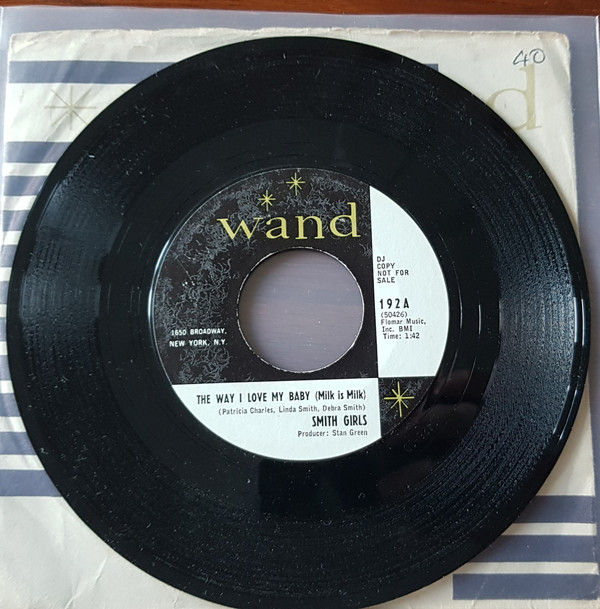 40
d
wand
DJ
COPY
NOT FOR
SALE
192A
(50426)
Flomar Music,
Inc. BMI
Time: 1:42
1650 BROADWAY,
NEW YORK, N.Y.
THE WAY I LOVE MY BABY (Milk is Milk)
(Patricia Charles, Linda Smith, Debra Smith)
SMITH GIRLS
Producer: Stan Green